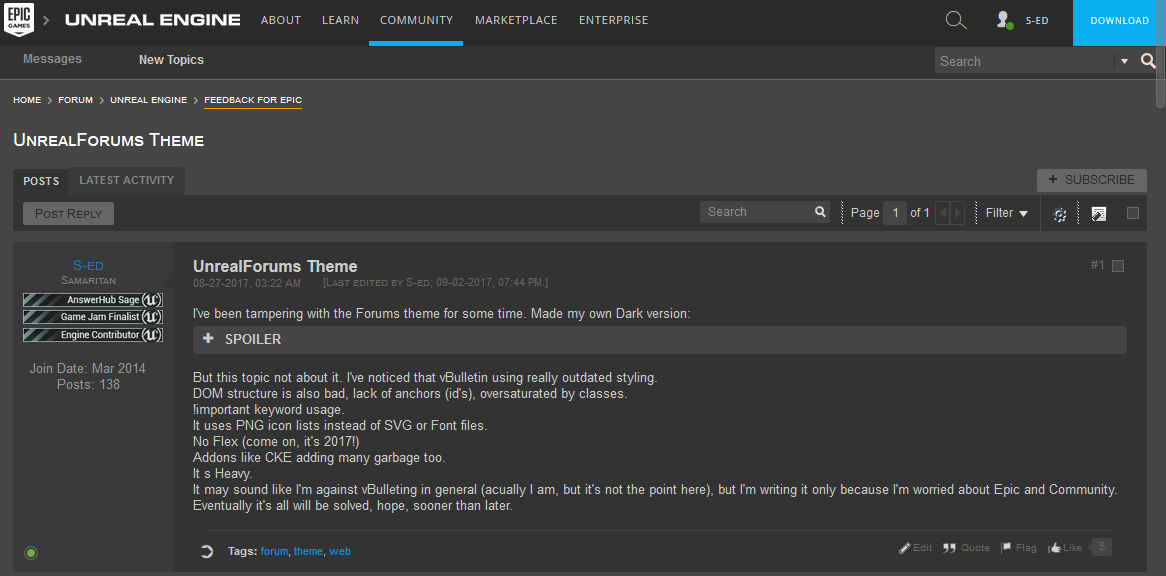 EPIC GAMES UNREAL ENGINE ABOUT LEARN COMMUNITY MARKETPLACE ENTERPRISE S-ED DOWNLOAD
Messages New Topics Search
HOME FORUM UNREAL ENGINE FEEDBACK FOR EPIC
UnrealForums Theme
POSTS LATEST ACTIVITY + SUBSCRIBE
Post Reply Search Page 1 of 1 Filter
S-ed
Samaritan
AnswerHub Sage
Game Jam Finalist
Engine Contributor
Join Date: Mar 2014
Posts: 138
UnrealForums Theme #1
08-27-2017, 03:22 AM [Last edited by S-ed; 09-02-2017, 07:44 PM.]
I've been tampering with the Forums theme for some time. Made my own Dark version:
+ SPOILER
But this topic not about it. I've noticed that vBulletin using really outdated styling.
DOM structure is also bad, lack of anchors (id's), oversaturated by classes.
!important keyword usage.
It uses PNG icon lists instead of SVG or Font files.
No Flex (come on, it's 2017!)
Addons like CKE adding many garbage too.
It s Heavy.
It may sound like I'm against vBulleting in general (acually I am, but it's not the point here), but I'm writing it only because I'm worried about Epic and Community.
Eventually it's all will be solved, hope, sooner than later.
Tags: forum, theme, web Edit Quote Flag Like 5